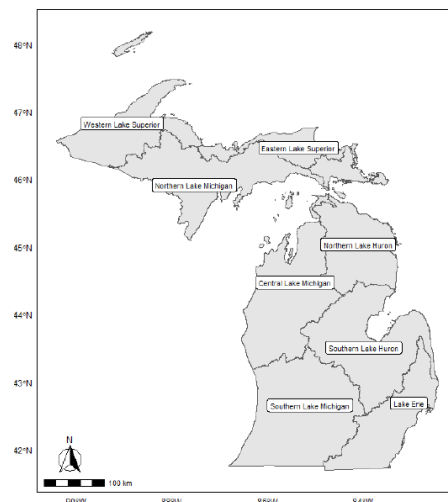 48°N
47°N
Western Lake Superior
Eastern Lake Superior
46°N
Northern Lake Michigan
45°N
Northern Lake Huron
Central Lake Michigan
44°N
Southern Lake Huron
43°N
Southern Lake Michigan
Lake Erie
42°N
N
100 km